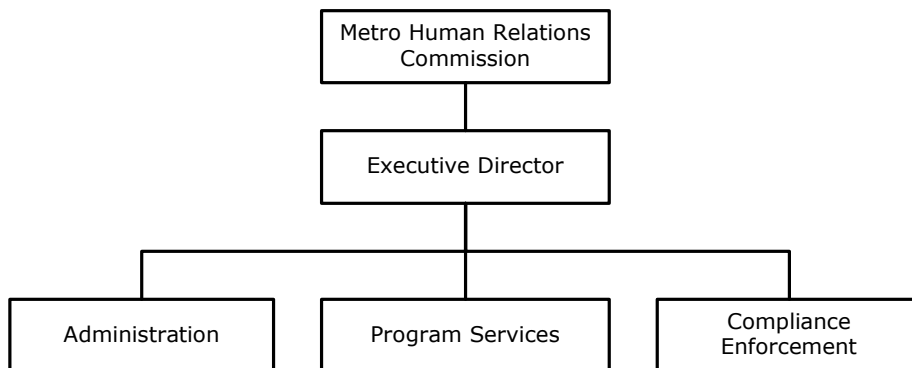 Metro Human Relations
Commission
Executive Director
Administration
Program Services
Compliance
Enforcement